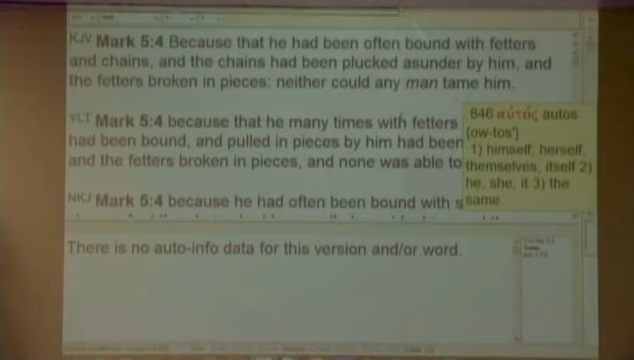 KJV Mark 5:4 Because that he had been often bound with fetters
and chains, and the chains had been plucked asunder by him, and
the fetters broken in pieces: neither could any man tame him.
YLT Mark 5:4 because that he many times with fetters
had been bound, and pulled in pieces by him had been
and the fetters broken in pieces, and none was able to
NKJ Mark 5:4 because he had often been bound with s
846 αὐτός autos
(ow-tos')
1) himself, herself,
themselves, itself 2)
he, she, it 3) the
same
There is no auto-info data for this version and/or word.